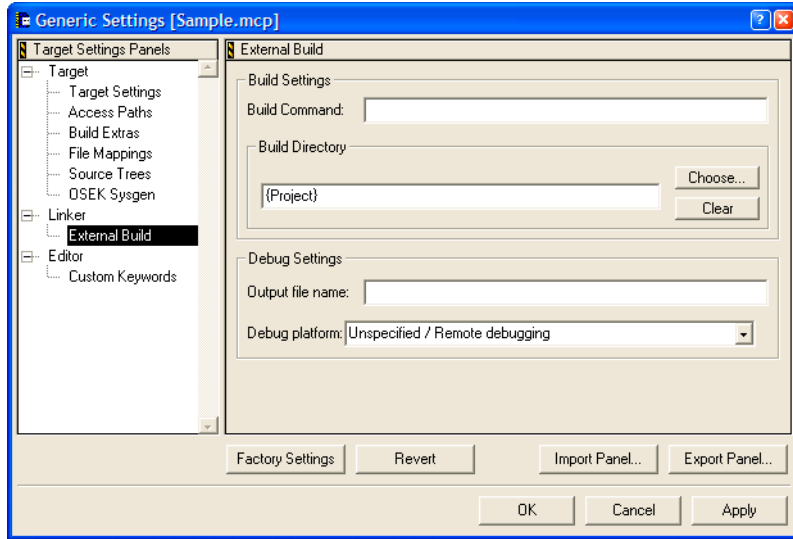 Generic Settings [Sample.mcp]
Target Settings Panels
Target
Target Settings
Access Paths
Build Extras
File Mappings
Source Trees
OSEK Sysgen
Linker
External Build
Editor
Custom Keywords
External Build
Build Settings
Build Command:
Build Directory
{Project}
Choose...
Clear
Debug Settings
Output file name:
Debug platform: Unspecified / Remote debugging
Factory Settings Revert Import Panel... Export Panel...
OK Cancel Apply